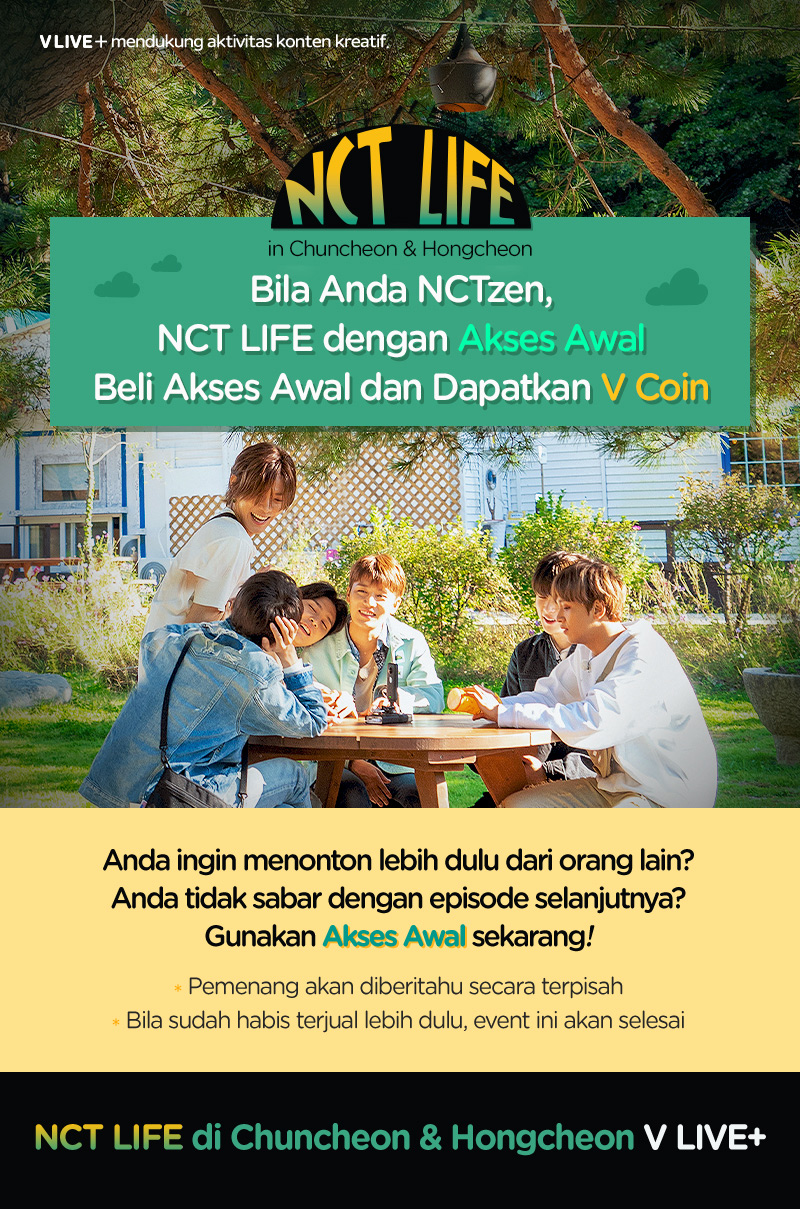 V LIVE+ mendukung aktivitas konten kreatif.
NCT LIFE
in Chuncheon & Hongcheon
Bila Anda NCTzen,
NCT LIFE dengan Akses Awal
Beli Akses Awal dan Dapatkan V Coin
Anda ingin menonton lebih dulu dari orang lain?
Anda tidak sabar dengan episode selanjutnya?
Gunakan Akses Awal sekarang!
* Pemenang akan diberitahu secara terpisah
* Bila sudah habis terjual lebih dulu, event ini akan selesai
NCT LIFE di Chuncheon & Hongcheon V LIVE+